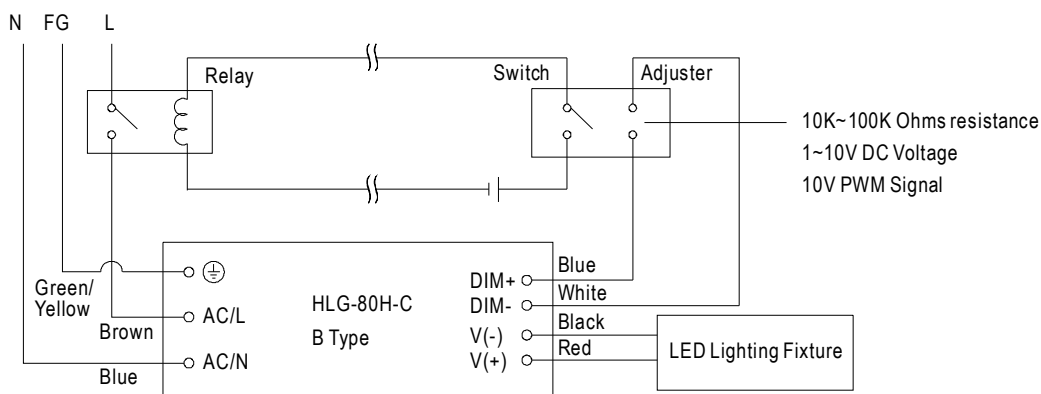 N FG L
Relay
Switch
Adjuster
10K~100K Ohms resistance
1~10V DC Voltage
10V PWM Signal
Green/
Yellow
Brown
Blue
AC/L
AC/N
HLG-80H-C
B Type
DIM+
DIM-
V(-)
V(+)
Blue
White
Black
Red
LED Lighting Fixture